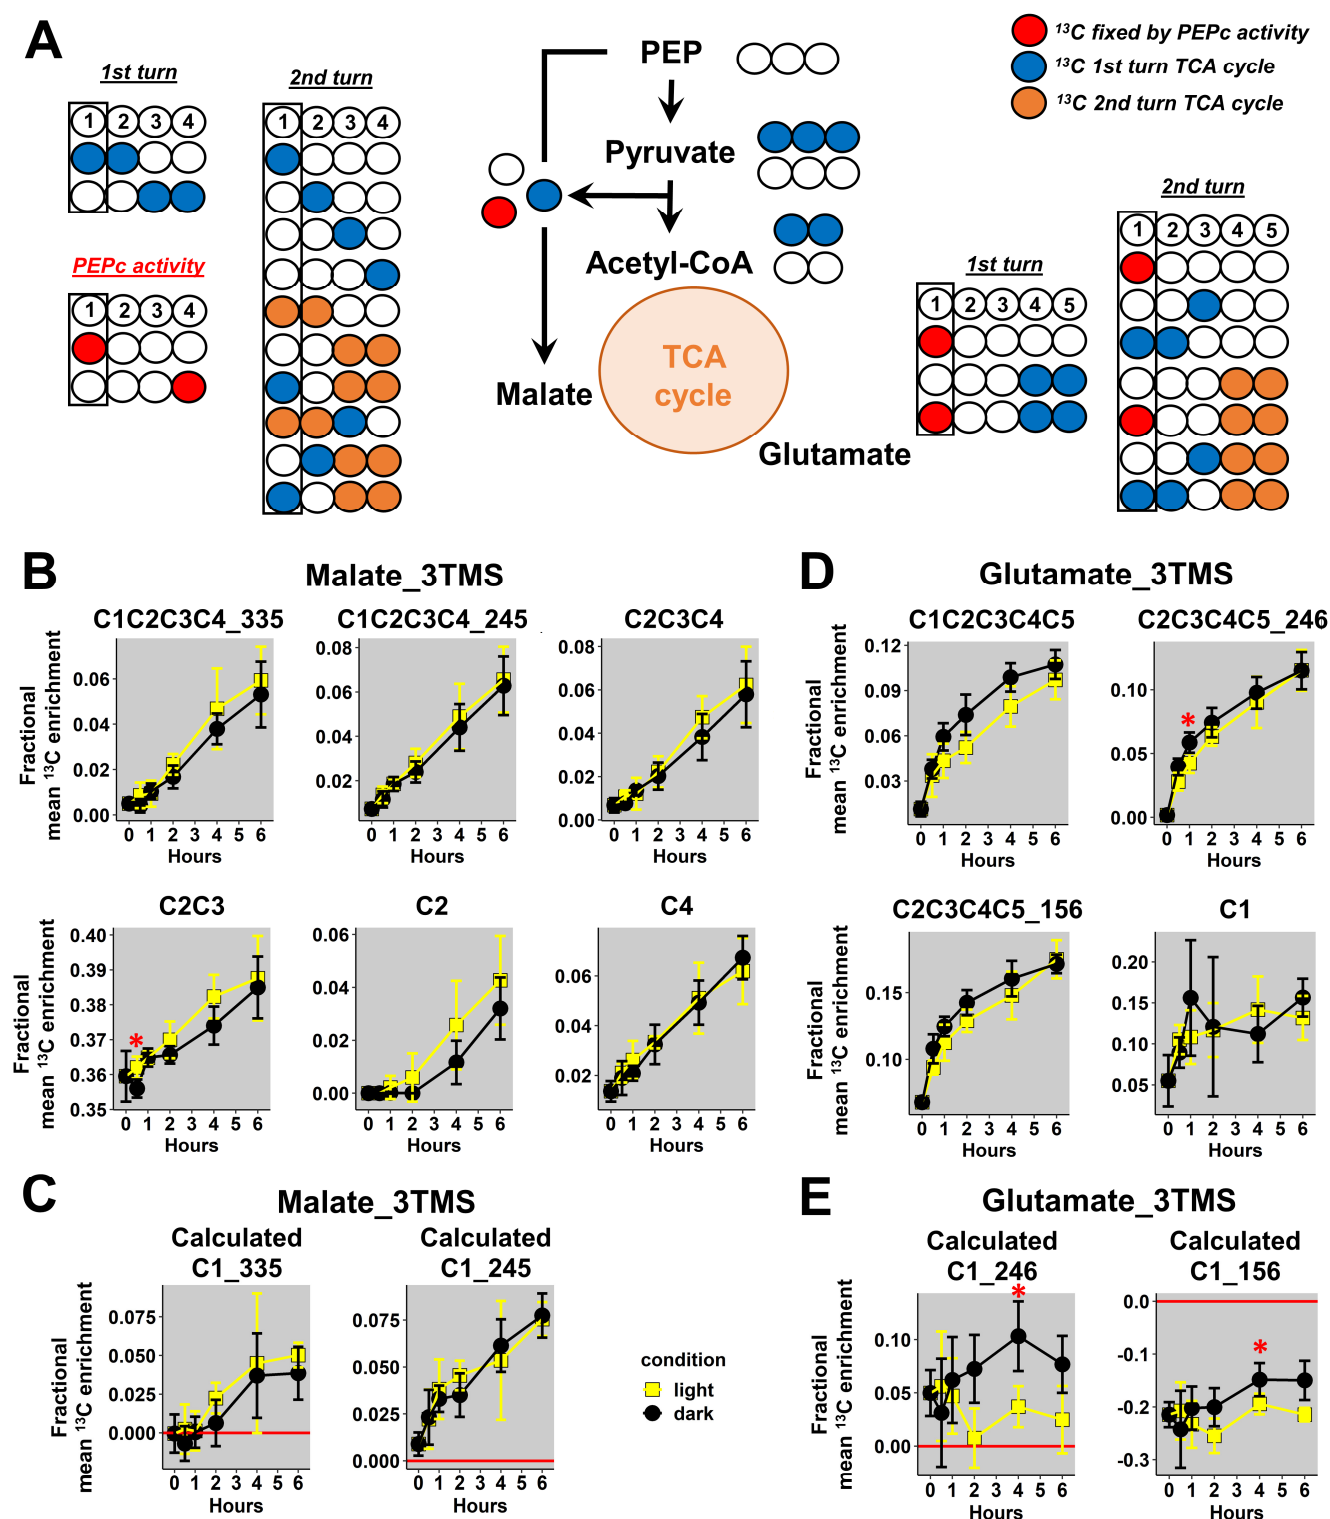 A
1st turn
1 2 3 4
PEPc activity
1 2 3 4
2nd turn
1 2 3 4
PEP
Pyruvate
Acetyl-CoA
TCA
cycle
Malate
Glutamate
13C fixed by PEPc activity
13C 1st turn TCA cycle
13C 2nd turn TCA cycle
1st turn
1 2 3 4 5
2nd turn
1 2 3 4 5
B
Malate_3TMS
C1C2C3C4_335
Fractional
mean 13C enrichment
0.06
0.04
0.02
0.00
0 1 2 3 4 5 6
Hours
C1C2C3C4_245
0.08
0.06
0.04
0.02
0 1 2 3 4 5 6
Hours
C2C3C4
0.08
0.06
0.04
0.02
0.00
0 1 2 3 4 5 6
Hours
C2C3
Fractional
mean 13C enrichment
0.40
0.39
0.38
0.37
0.36
0.35
*
0 1 2 3 4 5 6
Hours
C2
0.06
0.04
0.02
0.00
0 1 2 3 4 5 6
Hours
C4
0.06
0.04
0.02
0 1 2 3 4 5 6
Hours
C
Malate_3TMS
Calculated
C1_335
Fractional
mean 13C enrichment
0.075
0.050
0.025
0.000
0 1 2 3 4 5 6
Hours
Calculated
C1_245
0.075
0.050
0.025
0.000
0 1 2 3 4 5 6
Hours
condition
light
dark
D
Glutamate_3TMS
C1C2C3C4C5
Fractional
mean 13C enrichment
0.12
0.09
0.06
0.03
0 1 2 3 4 5 6
Hours
C2C3C4C5_246
0.10
0.05
0.00
*
0 1 2 3 4 5 6
Hours
C2C3C4C5_156
Fractional
mean 13C enrichment
0.15
0.10
0 1 2 3 4 5 6
Hours
C1
0.20
0.15
0.10
0.05
0 1 2 3 4 5 6
Hours
E
Glutamate_3TMS
Calculated
C1_246
Fractional
mean 13C enrichment
*
0.10
0.05
0.00
0 1 2 3 4 5 6
Hours
Calculated
C1_156
0.0
-0.1
-0.2
-0.3
*
0 1 2 3 4 5 6
Hours